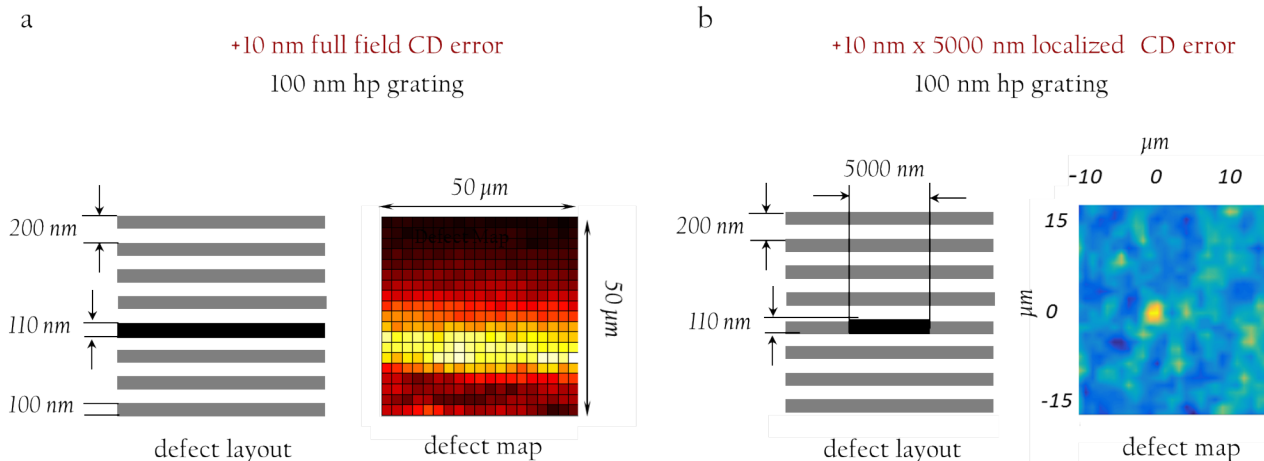 a
+10 nm full field CD error
100 nm hp grating
200 nm
110 nm
100 nm
defect layout
50 µm
Defect Map
50 µm
defect map
b
+10 nm x 5000 nm localized CD error
100 nm hp grating
5000 nm
200 nm
110 nm
defect layout
µm
-10 0 10
15
µm
0
-15
defect map